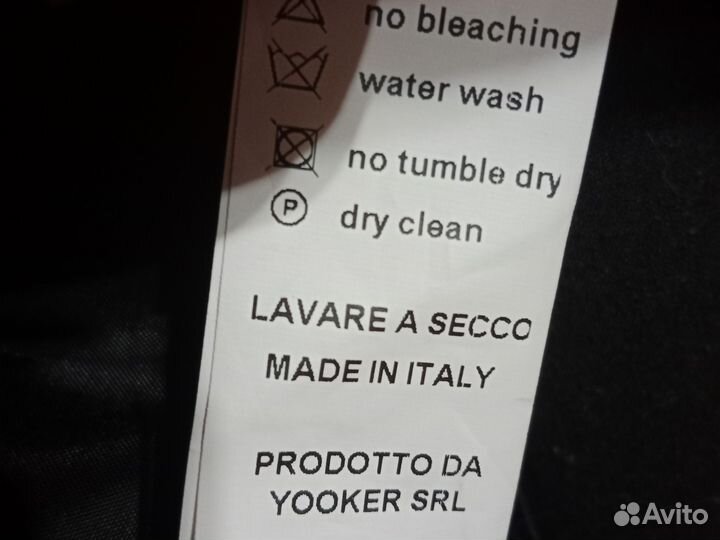 no bleaching
water wash
no tumble dry
P dry clean
LAVARE A SECCO
MADE IN ITALY
PRODOTTO DA
YOOKER SRL
Avito